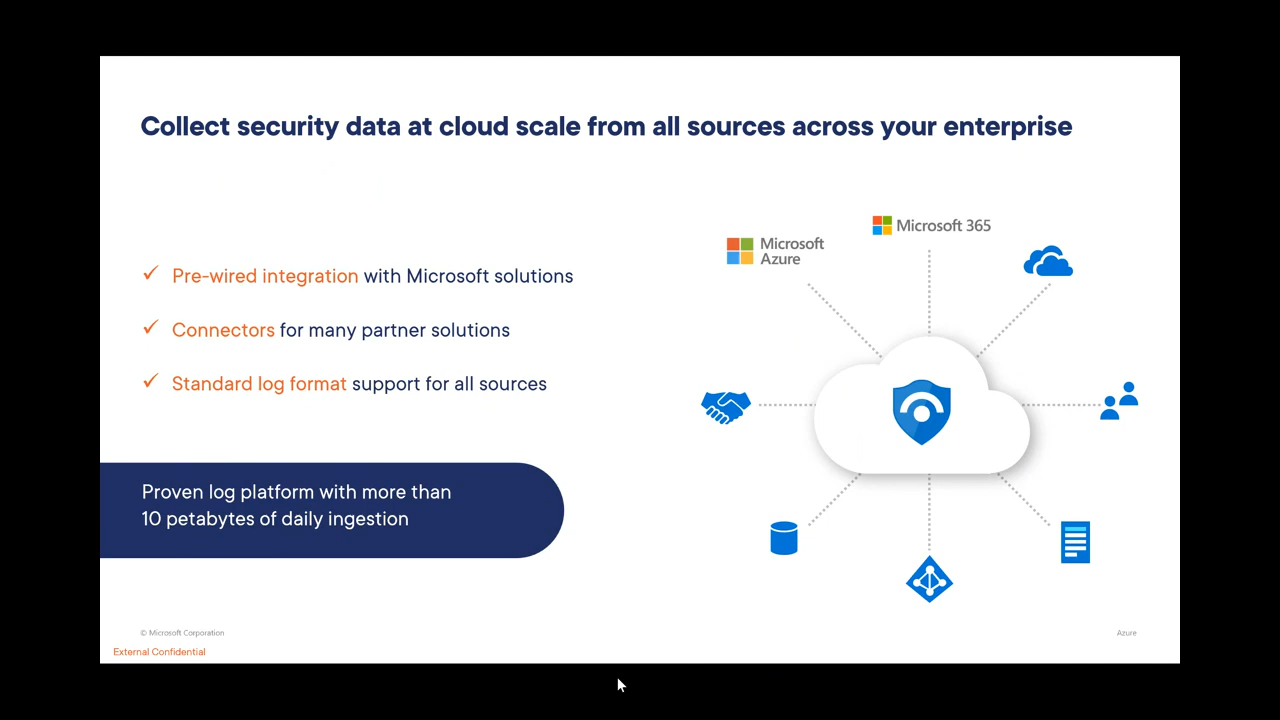 Collect security data at cloud scale from all sources across your enterprise
Microsoft 365
Microsoft
Azure
Pre-wired integration with Microsoft solutions
Connectors for many partner solutions
Standard log format support for all sources
Proven log platform with more than
10 petabytes of daily ingestion
© Microsoft Corporation
Azure
External Confidential